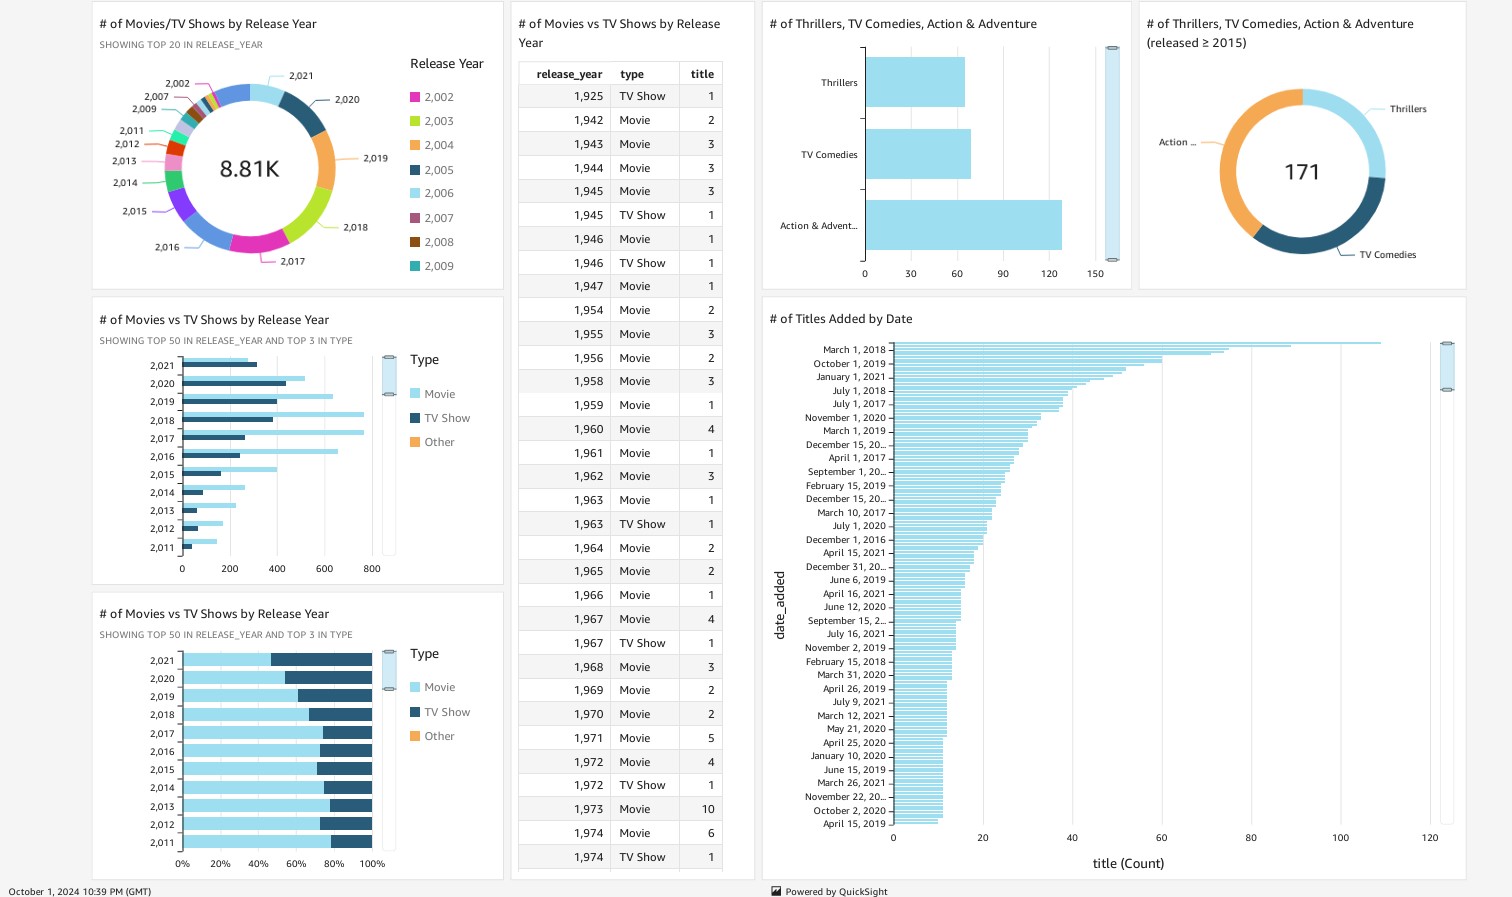 # of Movies/TV Shows by Release Year
SHOWING TOP 20 IN RELEASE_YEAR
2,021
2,020
2,019
2,018
2,017
2,016
2,015
2,014
2,013
2,012
2,011
2,009
2,007
2,002
8.81K
Release Year
2,002
2,003
2,004
2,005
2,006
2,007
2,008
2,009
# of Movies vs TV Shows by Release Year
SHOWING TOP 50 IN RELEASE_YEAR AND TOP 3 IN TYPE
2,021
2,020
2,019
2,018
2,017
2,016
2,015
2,014
2,013
2,012
2,011
0 200 400 600 800
Type
Movie
TV Show
Other
# of Movies vs TV Shows by Release Year
SHOWING TOP 50 IN RELEASE_YEAR AND TOP 3 IN TYPE
2,021
2,020
2,019
2,018
2,017
2,016
2,015
2,014
2,013
2,012
2,011
0% 20% 40% 60% 80% 100%
Type
Movie
TV Show
Other
# of Movies vs TV Shows by Release
Year
release_year type title
1,925 TV Show 1
1,942 Movie 2
1,943 Movie 3
1,944 Movie 3
1,945 Movie 3
1,945 TV Show 1
1,946 Movie 1
1,946 TV Show 1
1,947 Movie 1
1,954 Movie 2
1,955 Movie 3
1,956 Movie 2
1,958 Movie 3
1,959 Movie 1
1,960 Movie 4
1,961 Movie 1
1,962 Movie 3
1,963 Movie 1
1,963 TV Show 1
1,964 Movie 2
1,965 Movie 2
1,966 Movie 1
1,967 Movie 4
1,967 TV Show 1
1,968 Movie 3
1,969 Movie 2
1,970 Movie 2
1,971 Movie 5
1,972 Movie 4
1,972 TV Show 1
1,973 Movie 10
1,974 Movie 6
1,974 TV Show 1
# of Thrillers, TV Comedies, Action & Adventure
Thrillers
TV Comedies
Action & Advent...
0 30 60 90 120 150
# of Thrillers, TV Comedies, Action & Adventure
(released ≥ 2015)
Thrillers
Action ...
171
TV Comedies
# of Titles Added by Date
date_added
March 1, 2018
October 1, 2019
January 1, 2021
July 1, 2018
July 1, 2017
November 1, 2020
March 1, 2019
December 15, 20...
April 1, 2017
September 1, 20...
February 15, 2019
December 15, 20...
March 10, 2017
July 1, 2020
December 1, 2016
April 15, 2021
December 31, 20...
June 6, 2019
April 16, 2021
June 12, 2020
September 15, 2...
July 16, 2021
November 2, 2019
February 15, 2018
March 31, 2020
April 26, 2019
July 9, 2021
March 12, 2021
May 21, 2020
April 25, 2020
January 10, 2020
June 15, 2019
March 26, 2021
November 22, 20...
October 2, 2020
April 15, 2019
0 20 40 60 80 100 120
title (Count)
October 1, 2024 10:39 PM (GMT)
Powered by QuickSight